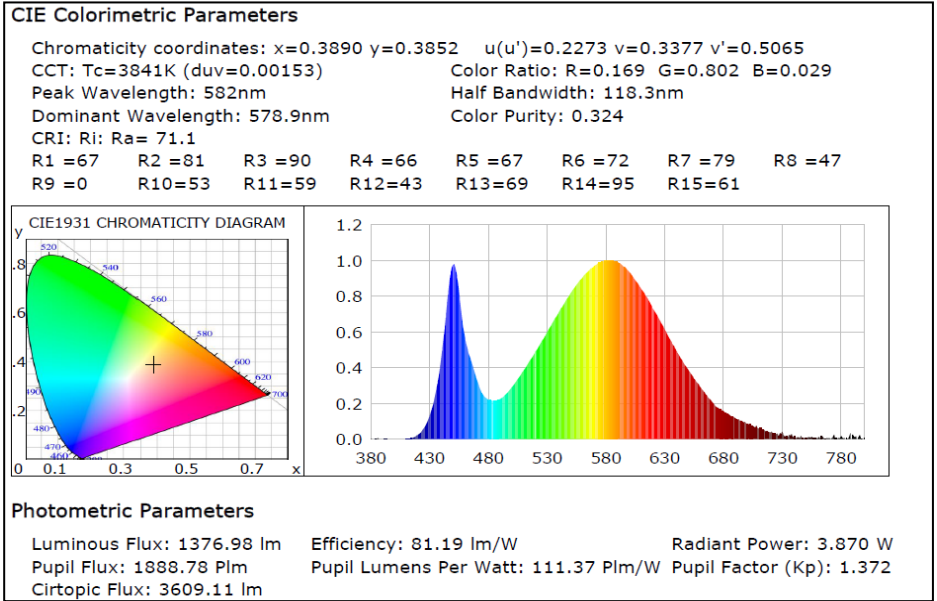 CIE Colorimetric Parameters
Chromaticity coordinates: x=0.3890 y=0.3852 u(u')=0.2273 v=0.3377 v'=0.5065
CCT: Tc=3841K (duv=0.00153) Color Ratio: R=0.169 G=0.802 B=0.029
Peak Wavelength: 582nm Half Bandwidth: 118.3nm
Dominant Wavelength: 578.9nm Color Purity: 0.324
CRI: Ri: Ra= 71.1
R1 =67 R2 =81 R3 =90 R4 =66 R5 =67 R6 =72 R7 =79 R8 =47
R9 =0 R10=53 R11=59 R12=43 R13=69 R14=95 R15=61
CIE1931 CHROMATICITY DIAGRAM
y
.8
.6
.4
.2
520
540
560
580
600
620
700
490
480
470
460
0 0.1 0.3 0.5 0.7 x
1.2
1.0
0.8
0.6
0.4
0.2
0.0
380 430 480 530 580 630 680 730 780
Photometric Parameters
Luminous Flux: 1376.98 lm Efficiency: 81.19 lm/W Radiant Power: 3.870 W
Pupil Flux: 1888.78 Plm Pupil Lumens Per Watt: 111.37 Plm/W Pupil Factor (Kp): 1.372
Cirtopic Flux: 3609.11 lm